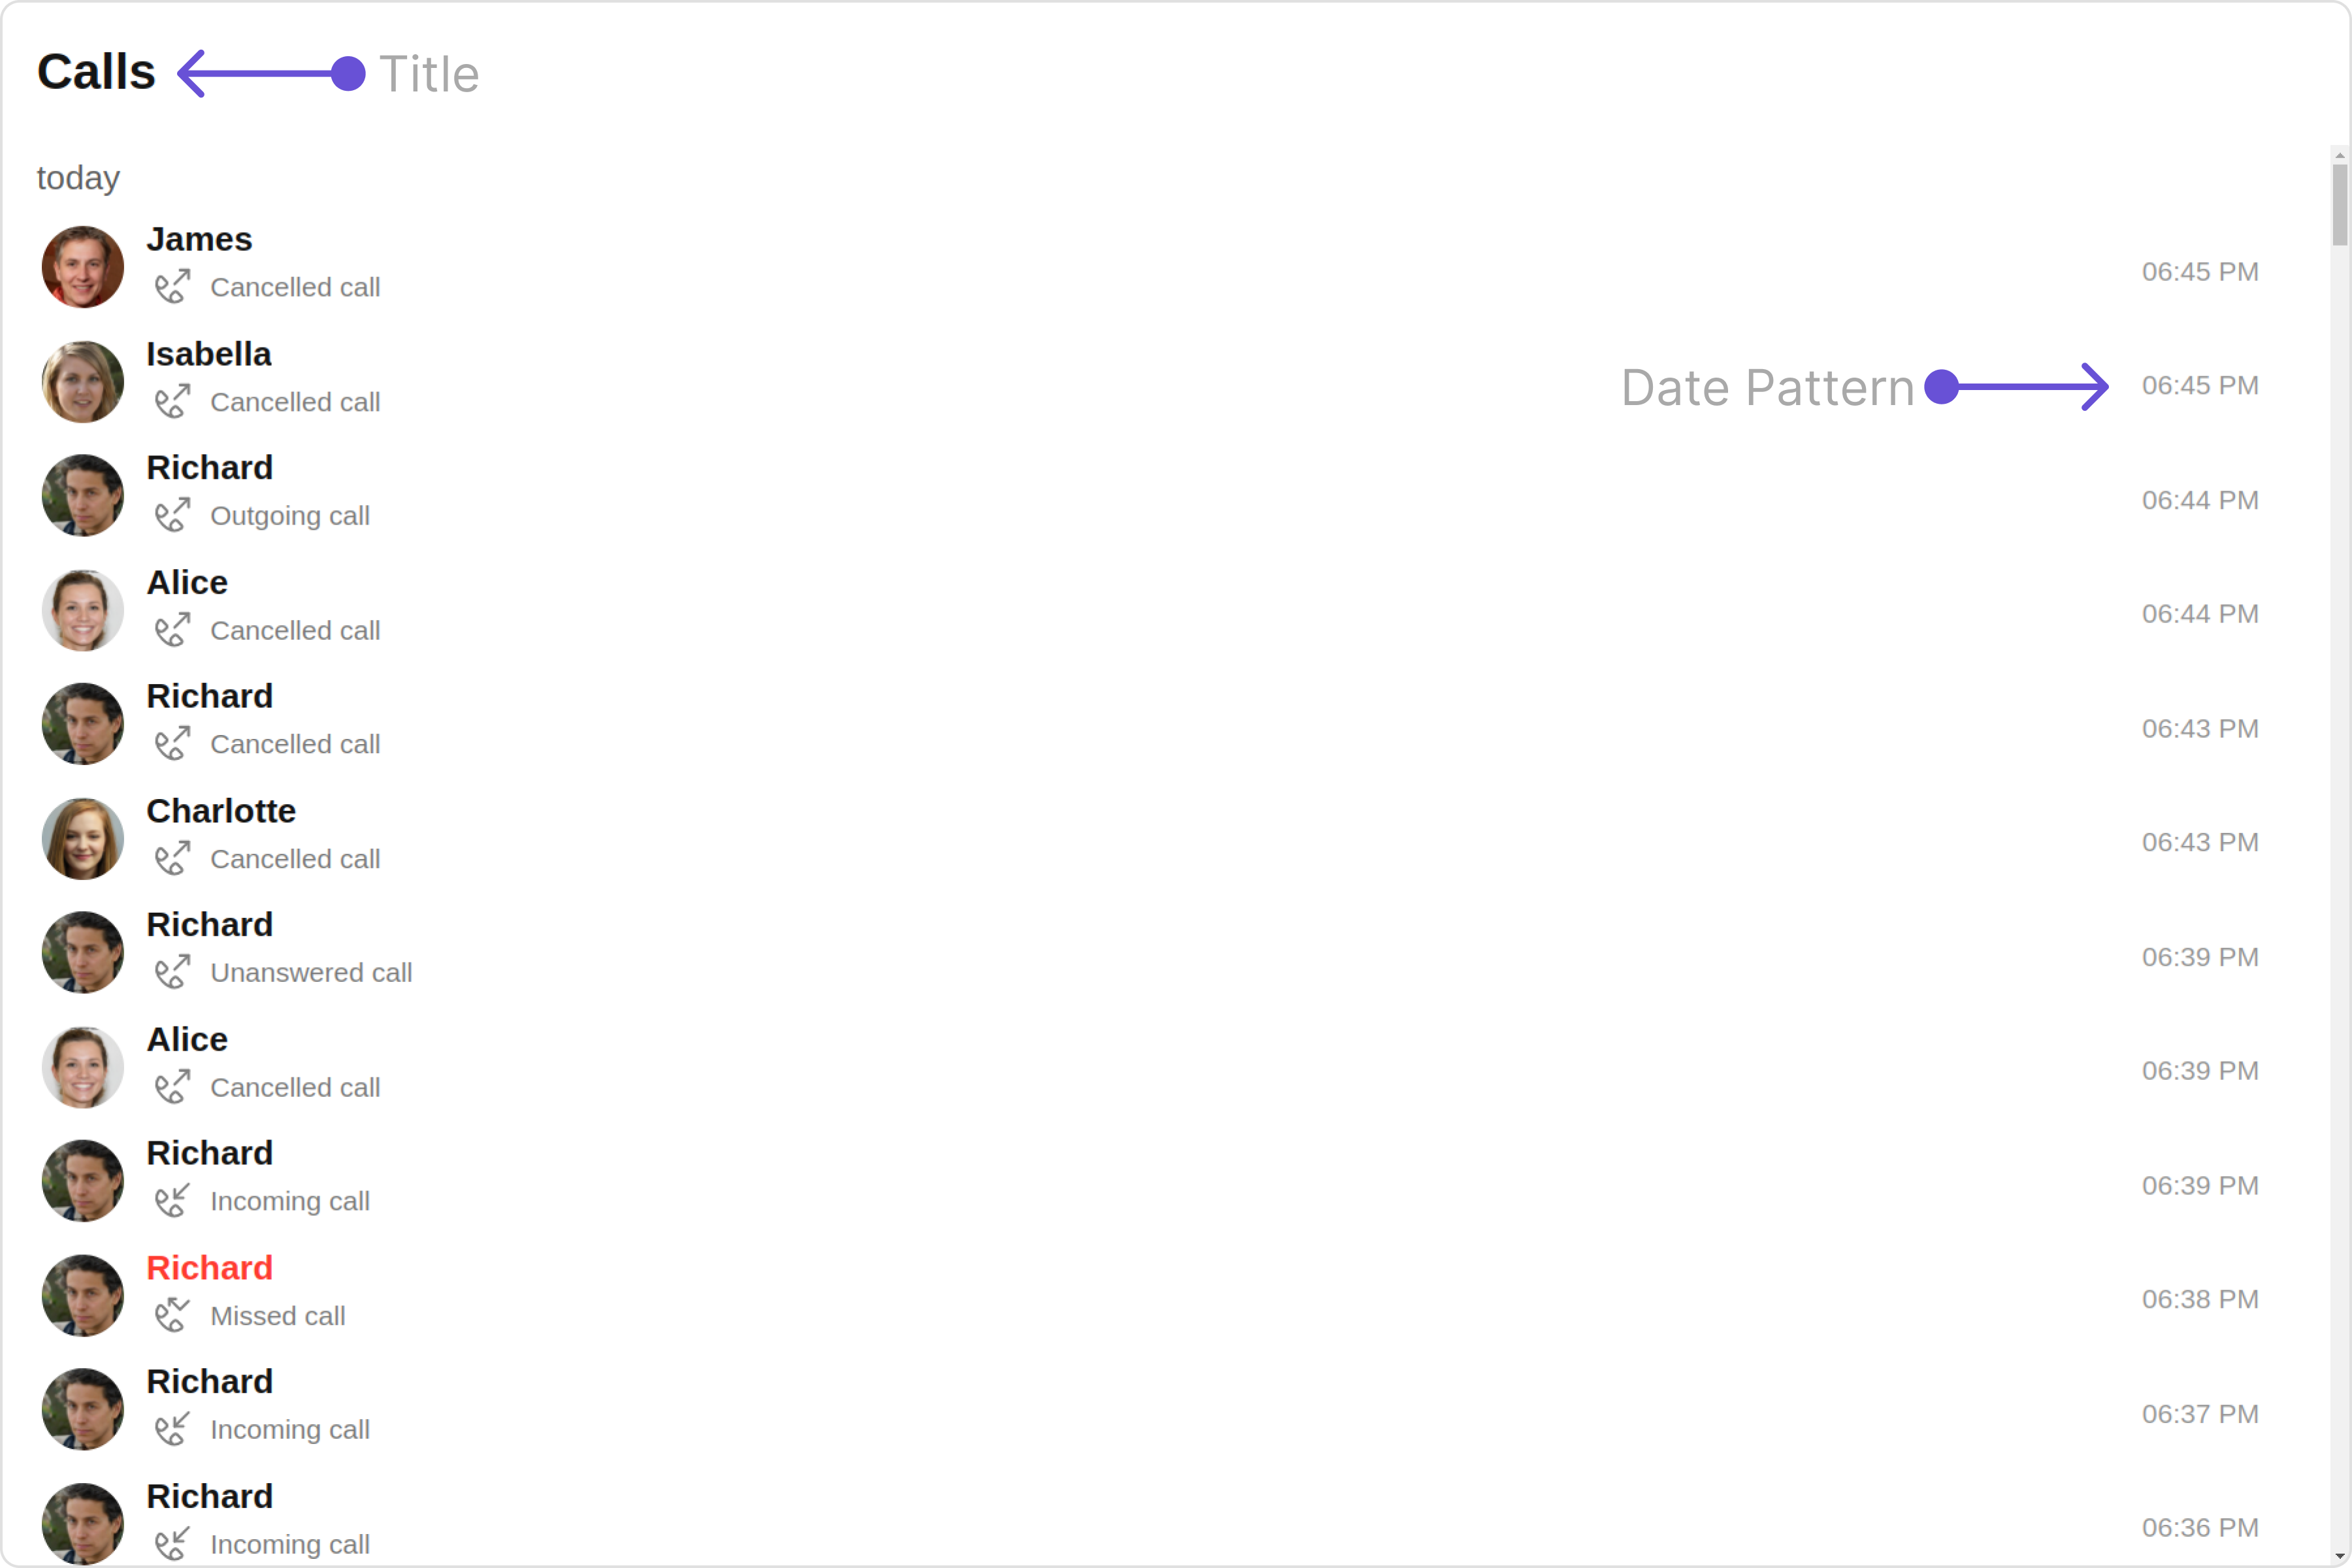 Calls Title
today
James
Cancelled call 06:45 PM
Isabella
Cancelled call Date Pattern 06:45 PM
Richard
Outgoing call 06:44 PM
Alice
Cancelled call 06:44 PM
Richard
Cancelled call 06:43 PM
Charlotte
Cancelled call 06:43 PM
Richard
Unanswered call 06:39 PM
Alice
Cancelled call 06:39 PM
Richard
Incoming call 06:39 PM
Richard
Missed call 06:38 PM
Richard
Incoming call 06:37 PM
Richard
Incoming call 06:36 PM